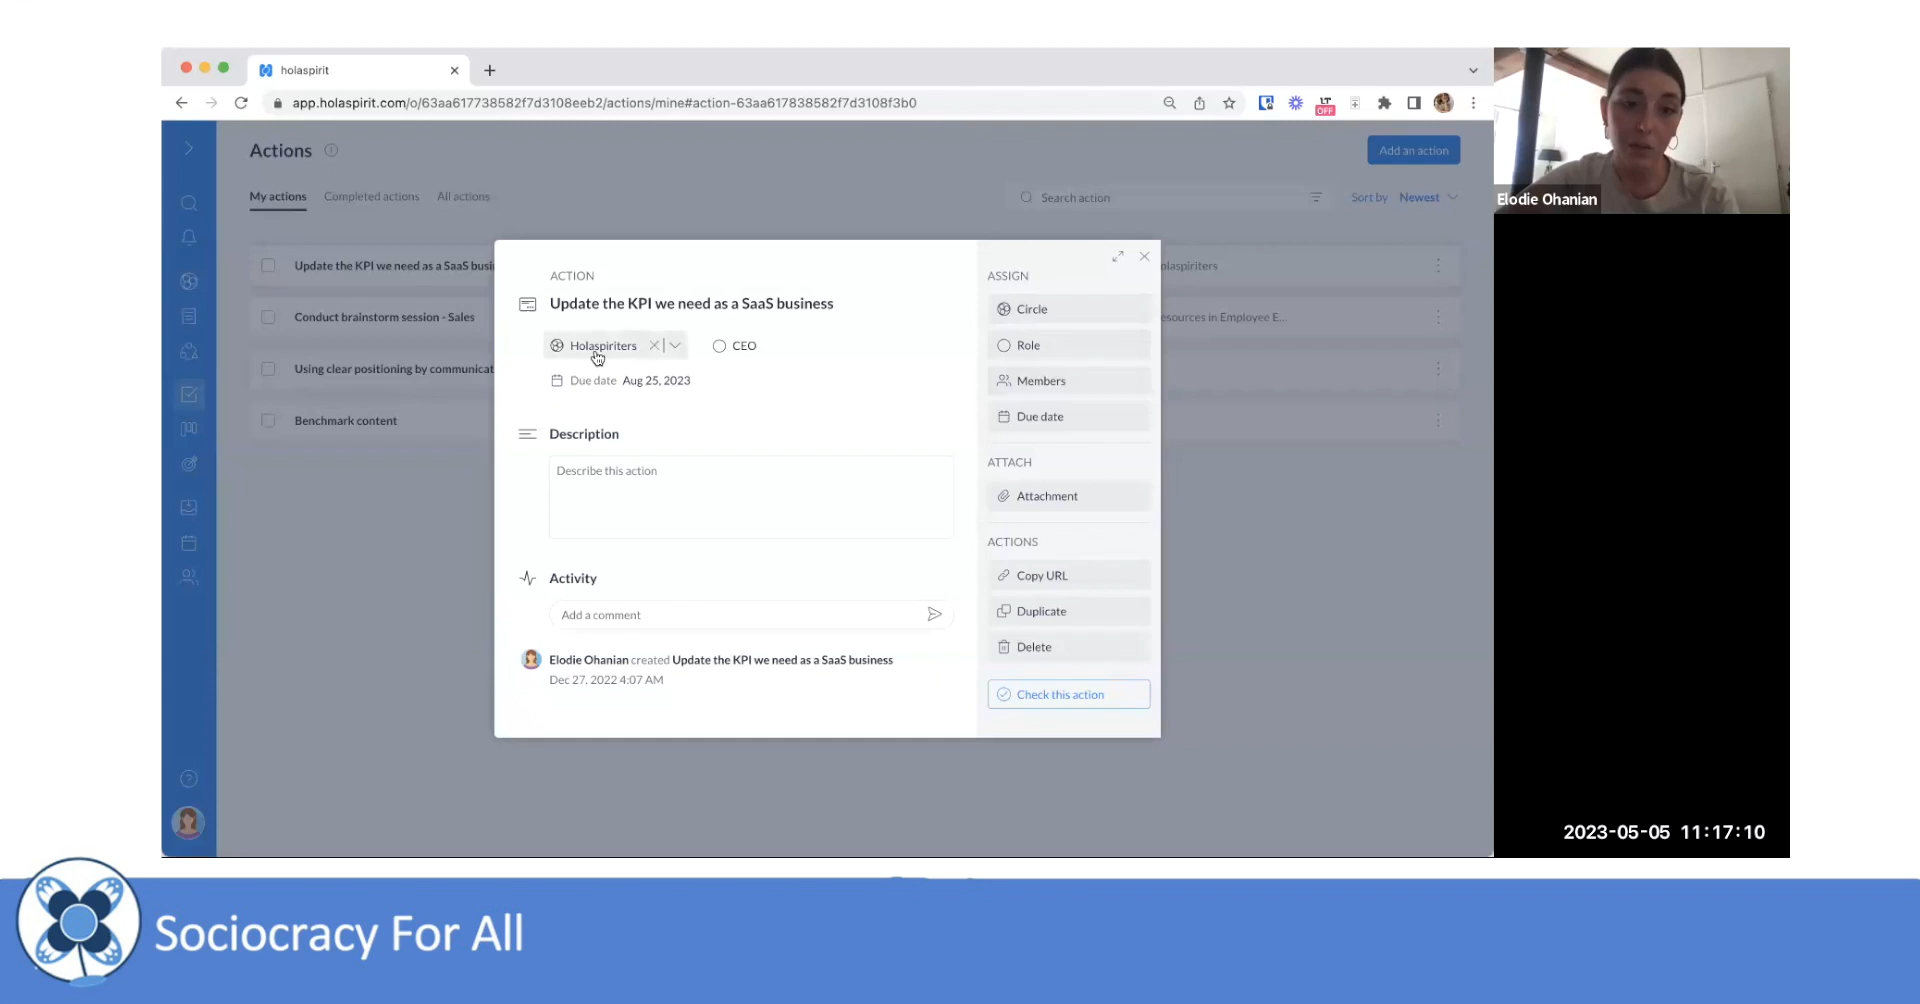 holaspirit
app.holaspirit.com/o/63aa617738582f7d3108eeb2/actions/mine#action-63aa617838582f7d3108f3b0
LT
OFF
Actions
Add an action
My actions
Completed actions
All actions
Search action
Sort by Newest
Update the KPI we need as a SaaS busi
olaspiriters
Conduct brainstorm session - Sales
esources in Employee E...
Using clear positioning by communicat
Benchmark content
ACTION
Update the KPI we need as a SaaS business
Holaspiriters
CEO
Due date Aug 25, 2023
Description
Describe this action
Activity
Add a comment
Elodie Ohanian created Update the KPI we need as a SaaS business
Dec 27, 2022 4:07 AM
ASSIGN
Circle
Role
Members
Due date
ATTACH
Attachment
ACTIONS
Copy URL
Duplicate
Delete
Check this action
Elodie Ohanian
2023-05-05 11:17:10
Sociocracy For All